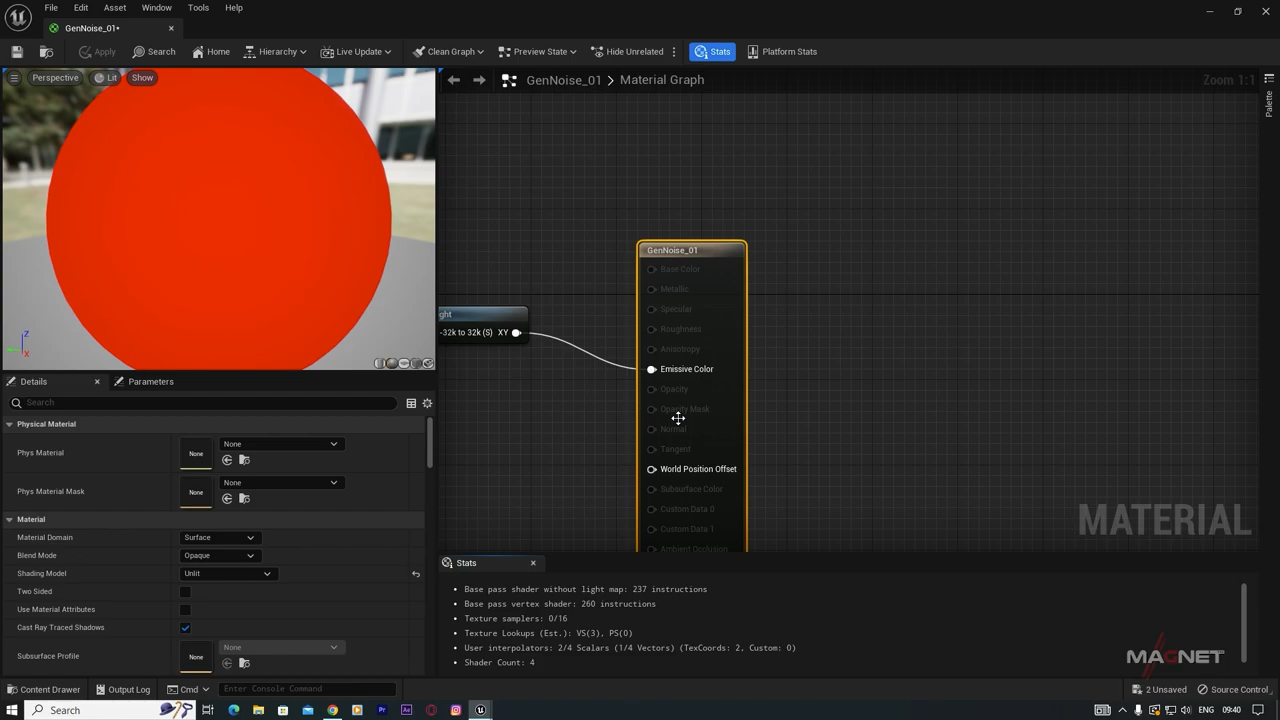 File Edit Asset Window Tools Help
GenNoise_01•
Apply Search Home Hierarchy Live Update Clean Graph Preview State Hide Unrelated Stats Platform Stats
Perspective Lit Show
GenNoise_01 > Material Graph Zoom 1:1
Palette
GenNoise_01
Base Color
Metallic
Specular
ght
-32k to 32k (S) XY
Roughness
Anisotropy
Emissive Color
Opacity
Opacity Mask
Normal
Tangent
World Position Offset
Subsurface Color
Custom Data 0
Custom Data 1
Ambient Occlusion
MATERIAL
Z
X
Details Parameters
Search
Physical Material
Phys Material None None
Phys Material Mask None None
Material
Material Domain Surface
Blend Mode Opaque
Shading Model Unlit
Two Sided
Use Material Attributes
Cast Ray Traced Shadows
Subsurface Profile None None
Stats
• Base pass shader without light map: 237 instructions
• Base pass vertex shader: 260 instructions
• Texture samplers: 0/16
• Texture Lookups (Est.): VS(3), PS(0)
• User interpolators: 2/4 Scalars (1/4 Vectors) (TexCoords: 2, Custom: 0)
• Shader Count: 4
MAGNET
Content Drawer Output Log Cmd Enter Console Command 2 Unsaved Source Control
Search ENG 09:40